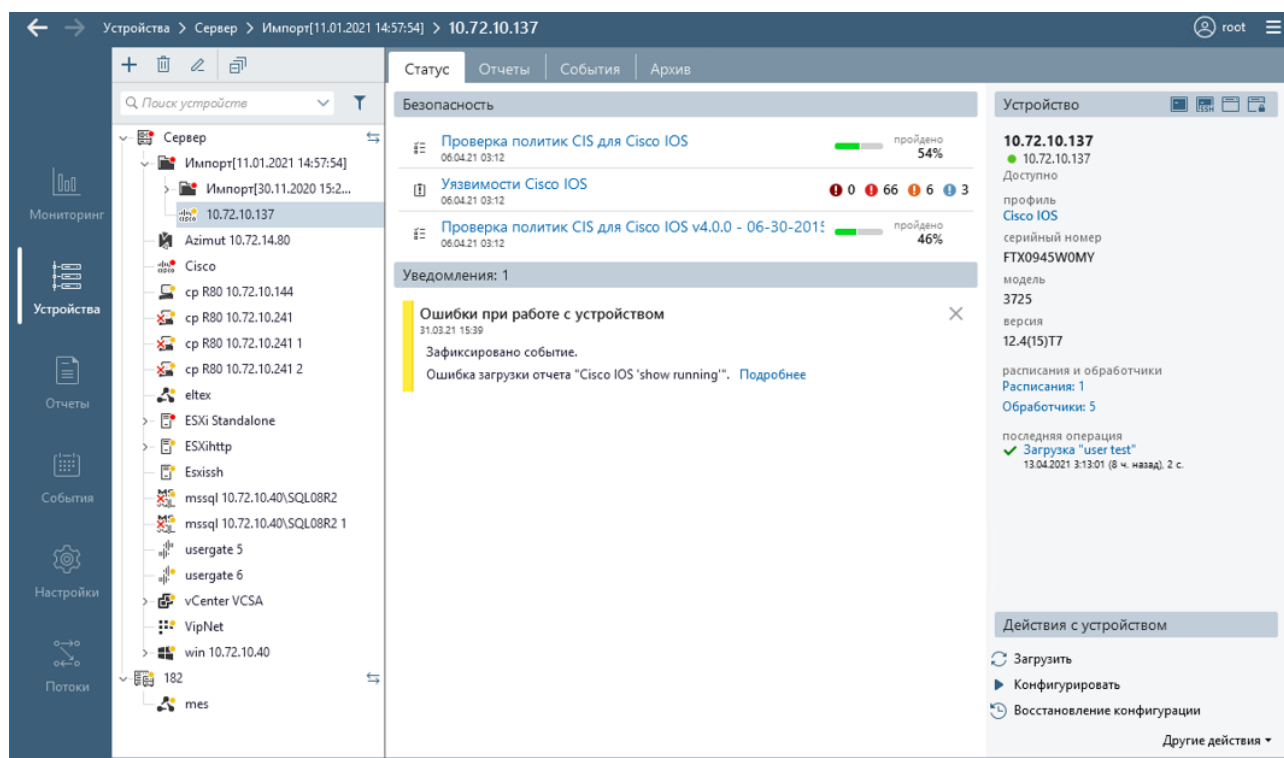 Устройства > Сервер > Импорт[11.01.2021 14:57:54] > 10.72.10.137
root
Поиск устройств
Сервер
Импорт[11.01.2021 14:57:54]
Импорт[30.11.2020 15:2...
10.72.10.137
Azimut 10.72.14.80
Cisco
cp R80 10.72.10.144
cp R80 10.72.10.241
cp R80 10.72.10.241 1
cp R80 10.72.10.241 2
eltex
ESXi Standalone
ESXihttp
Esxissh
mssql 10.72.10.40\SQL08R2
mssql 10.72.10.40\SQL08R2 1
usergate 5
usergate 6
vCenter VCSA
VipNet
win 10.72.10.40
182
mes
Мониторинг
Устройства
Отчеты
События
Настройки
Потоки
Статус
Отчеты
События
Архив
Безопасность
Проверка политик CIS для Cisco IOS
06.04.21 03:12
пройдено
54%
Уязвимости Cisco IOS
06.04.21 03:12
0 66 6 3
Проверка политик CIS для Cisco IOS v4.0.0 - 06-30-2015
06.04.21 03:12
пройдено
46%
Уведомления: 1
Ошибки при работе с устройством
31.03.21 15:39
Зафиксировано событие.
Ошибка загрузки отчета "Cisco IOS 'show running'". Подробнее
Устройство
10.72.10.137
10.72.10.137
Доступно
профиль
Cisco IOS
серийный номер
FTX0945W0MY
модель
3725
версия
12.4(15)T7
расписания и обработчики
Расписания: 1
Обработчики: 5
последняя операция
Загрузка "user test"
13.04.2021 3:13:01 (8 ч. назад), 2 с.
Действия с устройством
Загрузить
Конфигурировать
Восстановление конфигурации
Другие действия